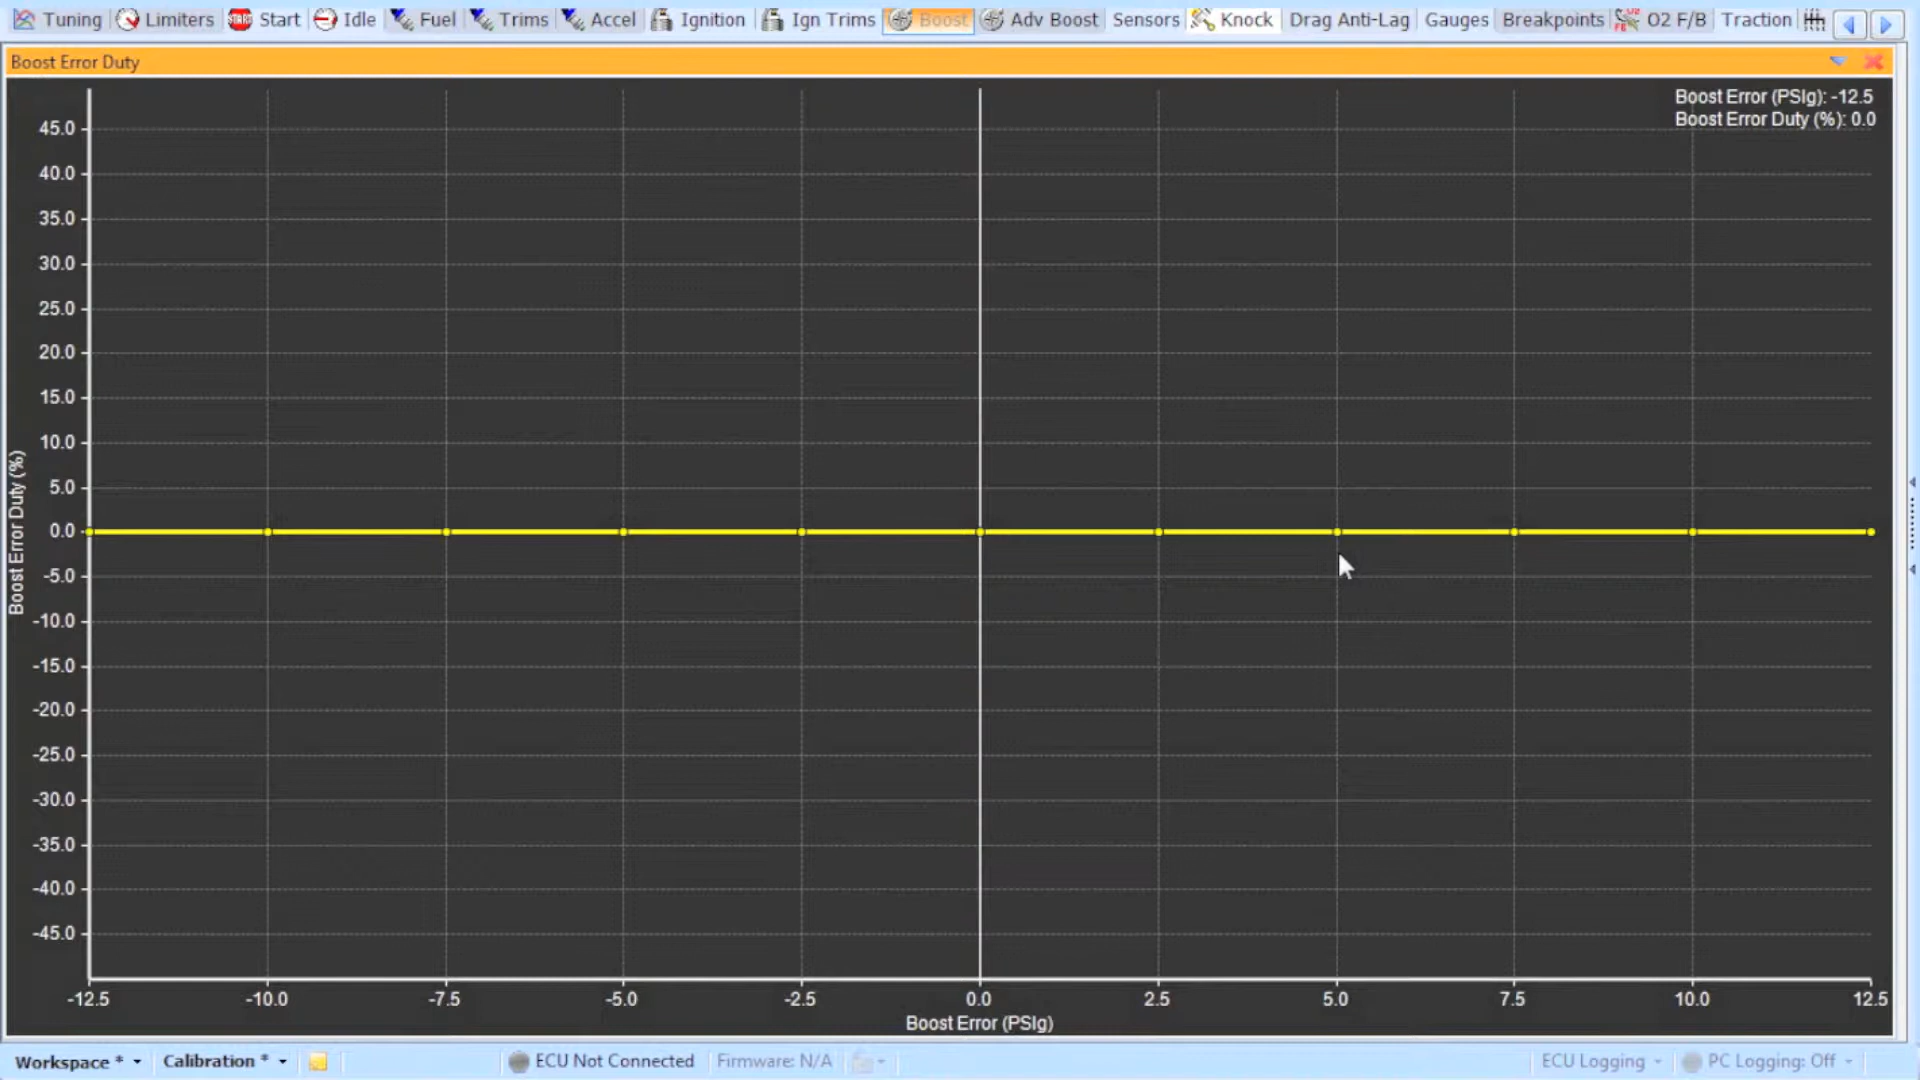 Tuning Limiters Start Idle Fuel Trims Accel Ignition Ign Trims Boost Adv Boost Sensors Knock Drag Anti-Lag Gauges Breakpoints O2 F/B Traction
Boost Error Duty
Boost Error (PSIg): -12.5
Boost Error Duty (%): 0.0
45.0
40.0
35.0
30.0
25.0
20.0
15.0
10.0
5.0
0.0
-5.0
-10.0
-15.0
-20.0
-25.0
-30.0
-35.0
-40.0
-45.0
Boost Error Duty (%)
-12.5 -10.0 -7.5 -5.0 -2.5 0.0 2.5 5.0 7.5 10.0 12.5
Boost Error (PSIg)
Workspace * Calibration * ECU Not Connected Firmware: N/A ECU Logging PC Logging: Off